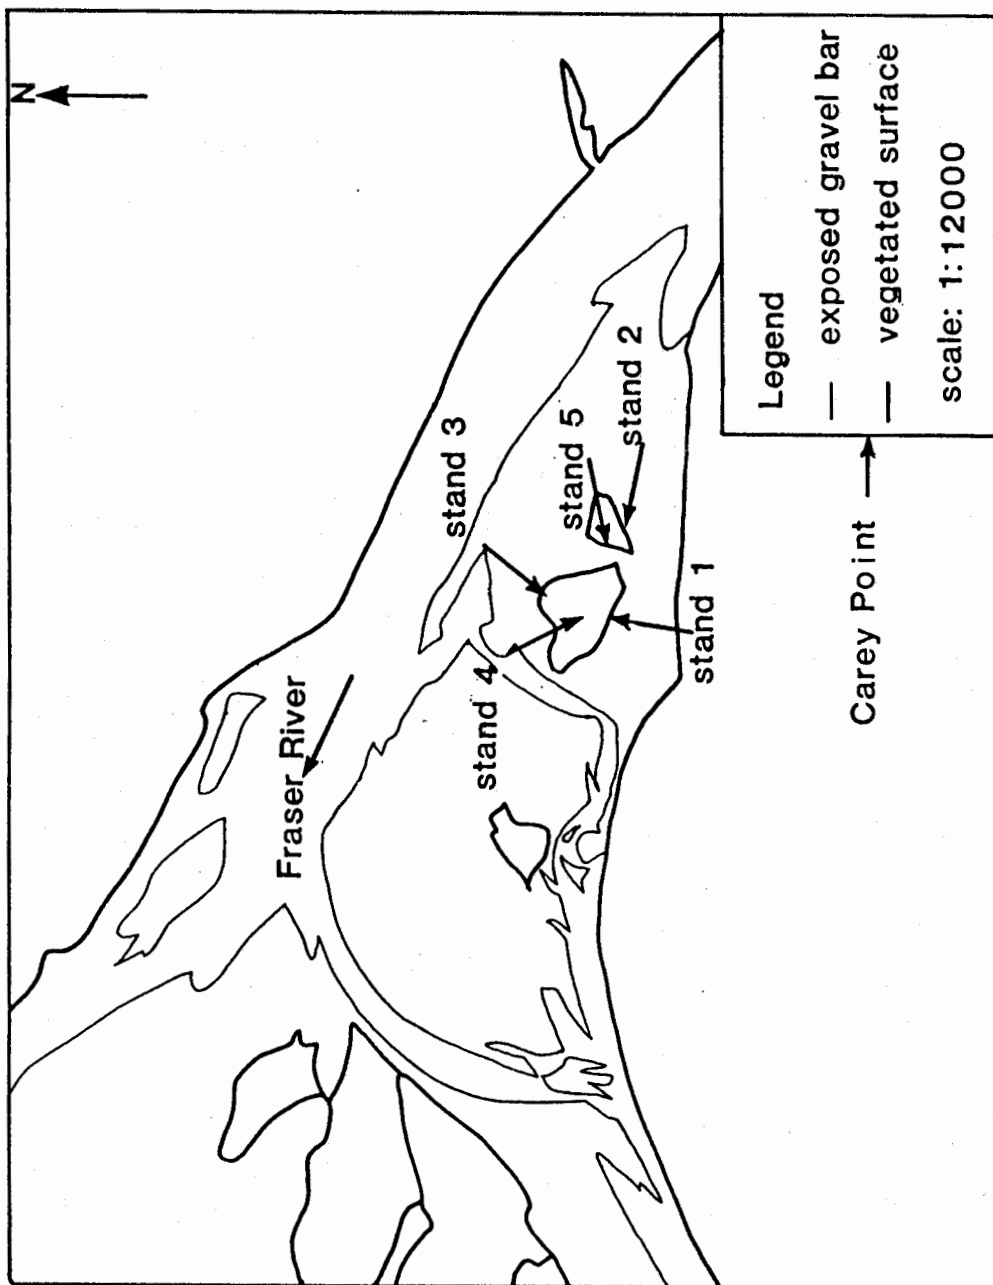 N
Fraser River
stand 3
stand 4
stand 5
stand 2
stand 1
Carey Point
Legend
— exposed gravel bar
— vegetated surface
scale: 1:12000